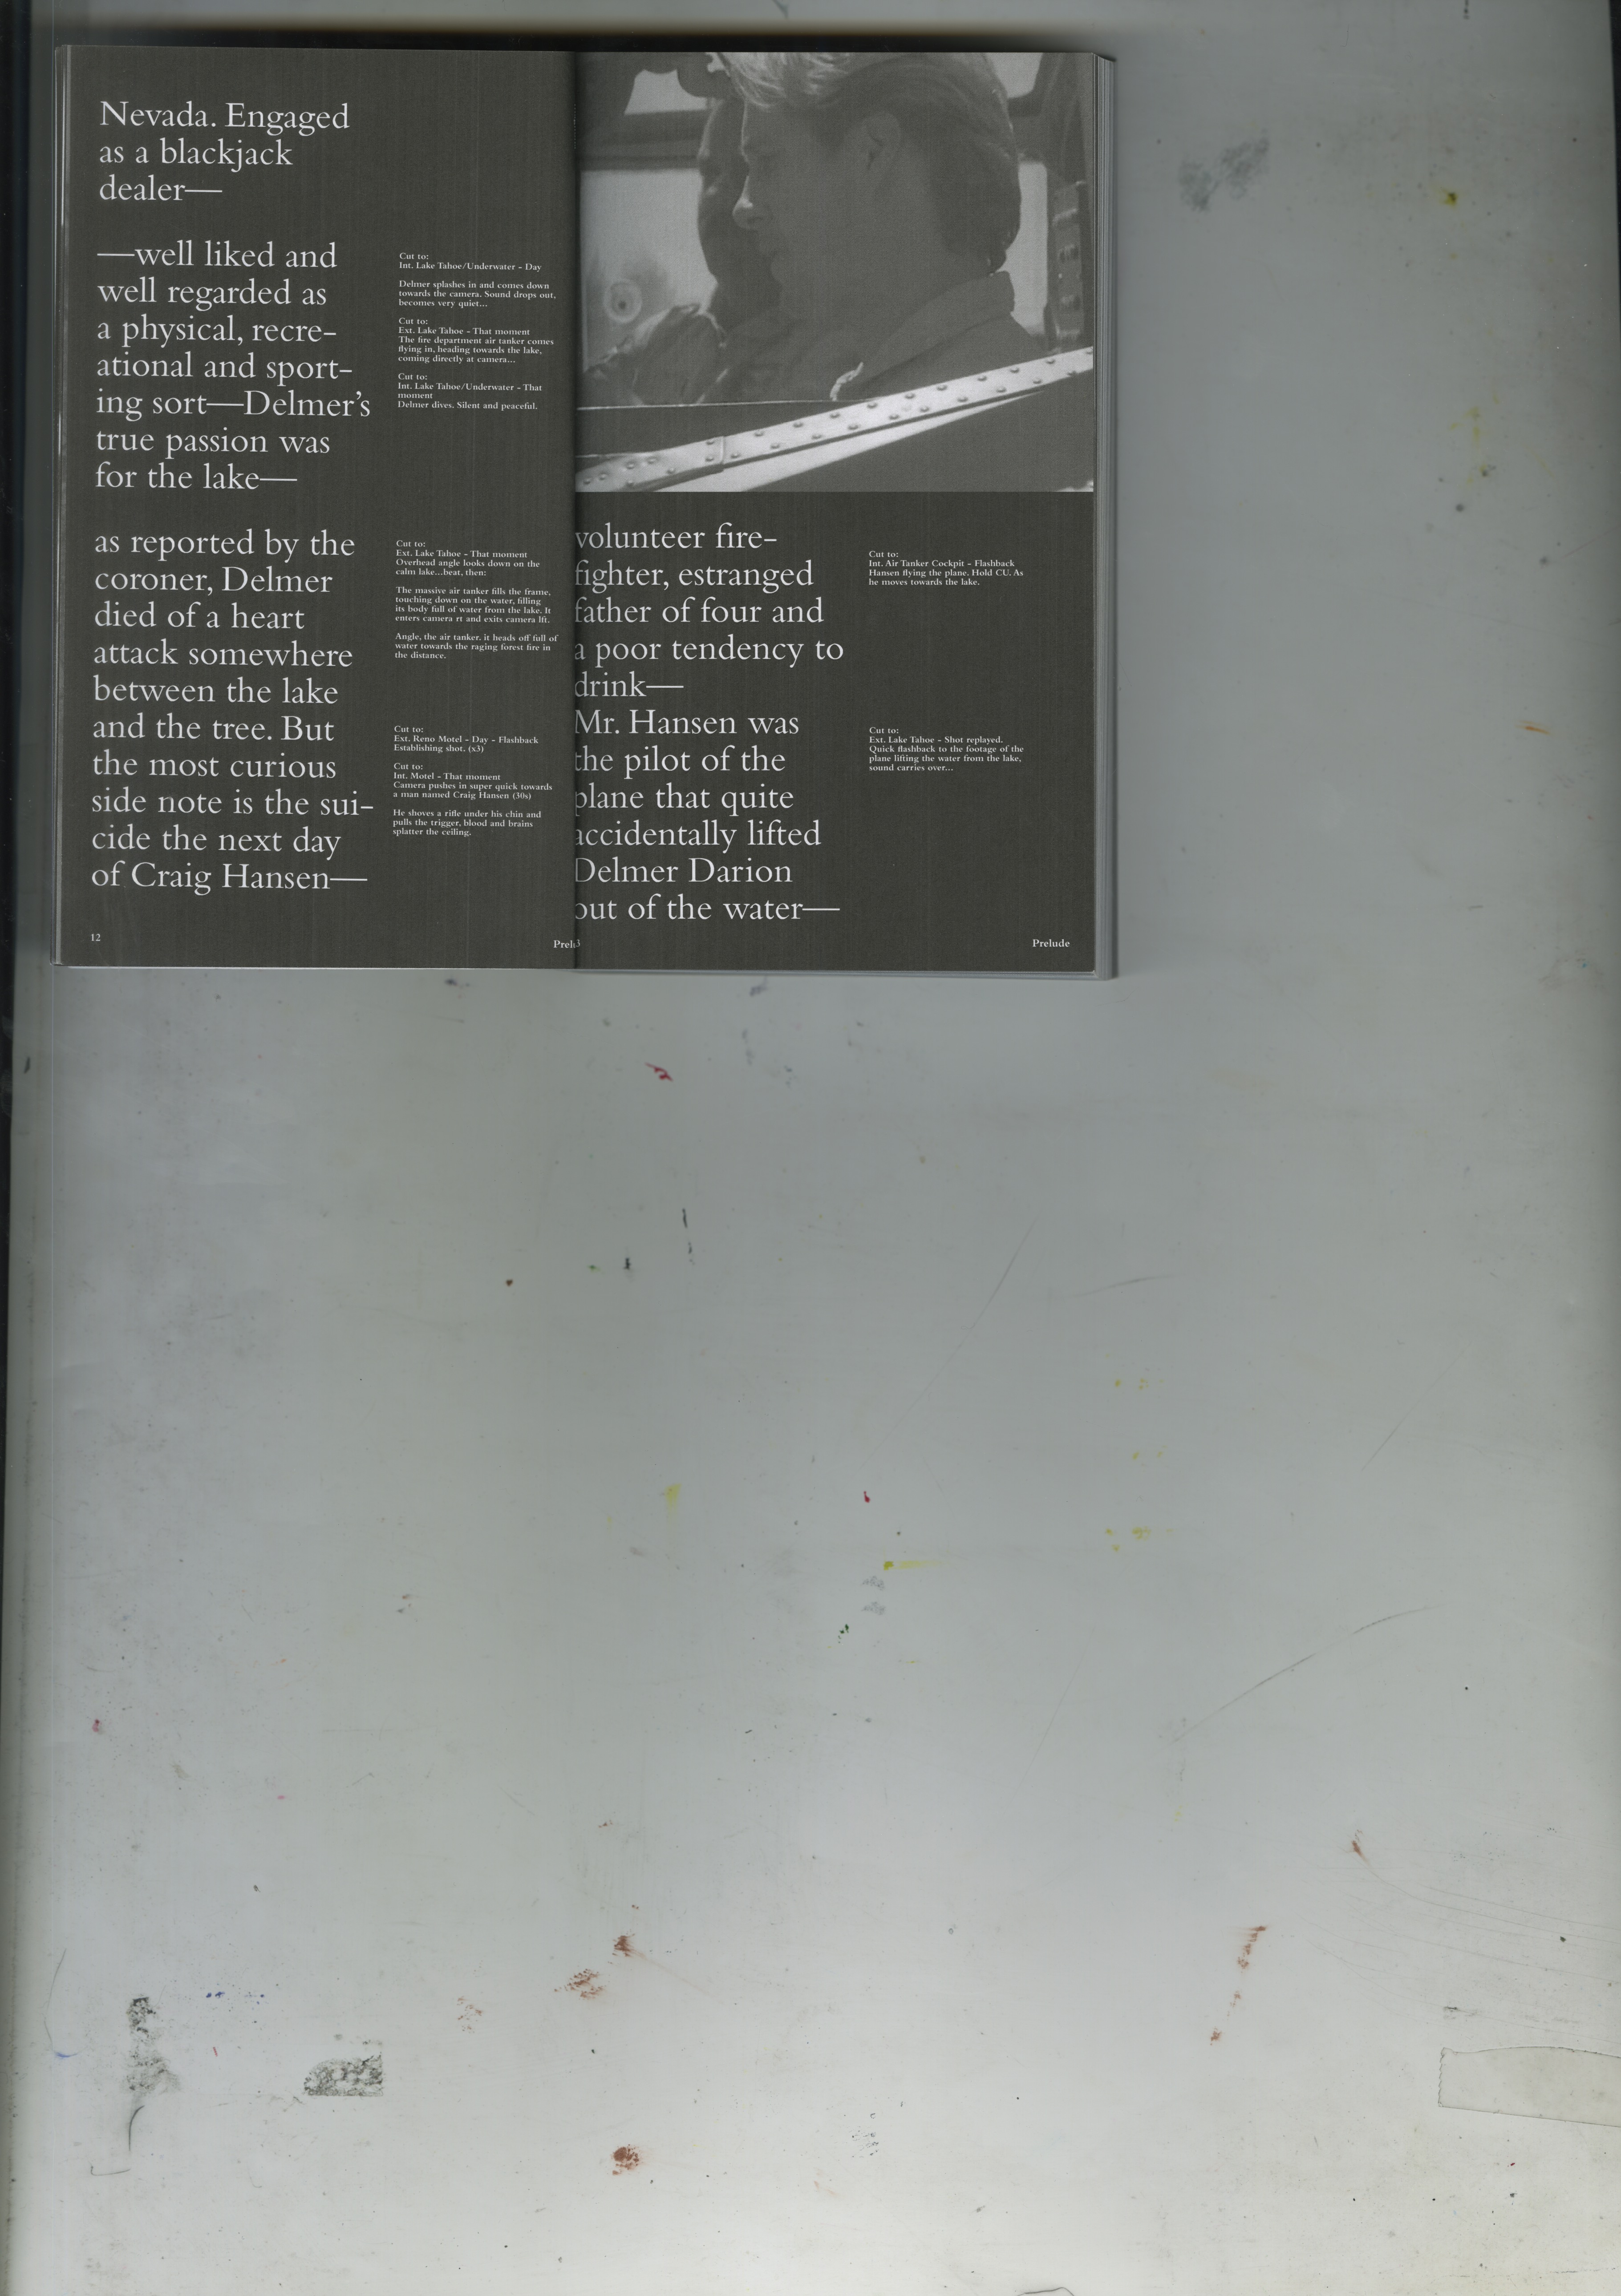 Nevada. Engaged
as a blackjack
dealer—
—well liked and
well regarded as
a physical, recre-
ational and sport-
ing sort—Delmer's
true passion was
for the lake—
Cut to:
Int. Lake Tahoe/Underwater - Day
Delmer splashes in and comes down
towards the camera. Sound drops out,
becomes very quiet...
Cut to:
Ext. Lake Tahoe - That moment
The fire department air tanker comes
flying in, heading towards the lake,
coming directly at camera...
Cut to:
Int. Lake Tahoe/Underwater - That
moment
Delmer dives. Silent and peaceful.
as reported by the
coroner, Delmer
died of a heart
attack somewhere
between the lake
and the tree. But
the most curious
side note is the sui-
cide the next day
of Craig Hansen—
Cut to:
Ext. Lake Tahoe - That moment
Overhead angle looks down on the
calm lake...beat, then:
The massive air tanker fills the frame,
touching down on the water, filling
its body full of water from the lake. It
enters camera rt and exits camera lft.
Angle, the air tanker. it heads off full of
water towards the raging forest fire in
the distance.
Cut to:
Ext. Reno Motel - Day - Flashback
Establishing shot. (x3)
Cut to:
Int. Motel - That moment
Camera pushes in super quick towards
a man named Craig Hansen (30s)
He shoves a rifle under his chin and
pulls the trigger, blood and brains
splatter the ceiling.
12
Prelu
volunteer fire-
fighter, estranged
father of four and
a poor tendency to
drink—
Mr. Hansen was
the pilot of the
plane that quite
accidentally lifted
Delmer Darion
out of the water—
Cut to:
Int. Air Tanker Cockpit - Flashback
Hansen flying the plane. Hold CU. As
he moves towards the lake.
Cut to:
Ext. Lake Tahoe - Shot replayed.
Quick flashback to the footage of the
plane lifting the water from the lake,
sound carries over...
3
Prelude